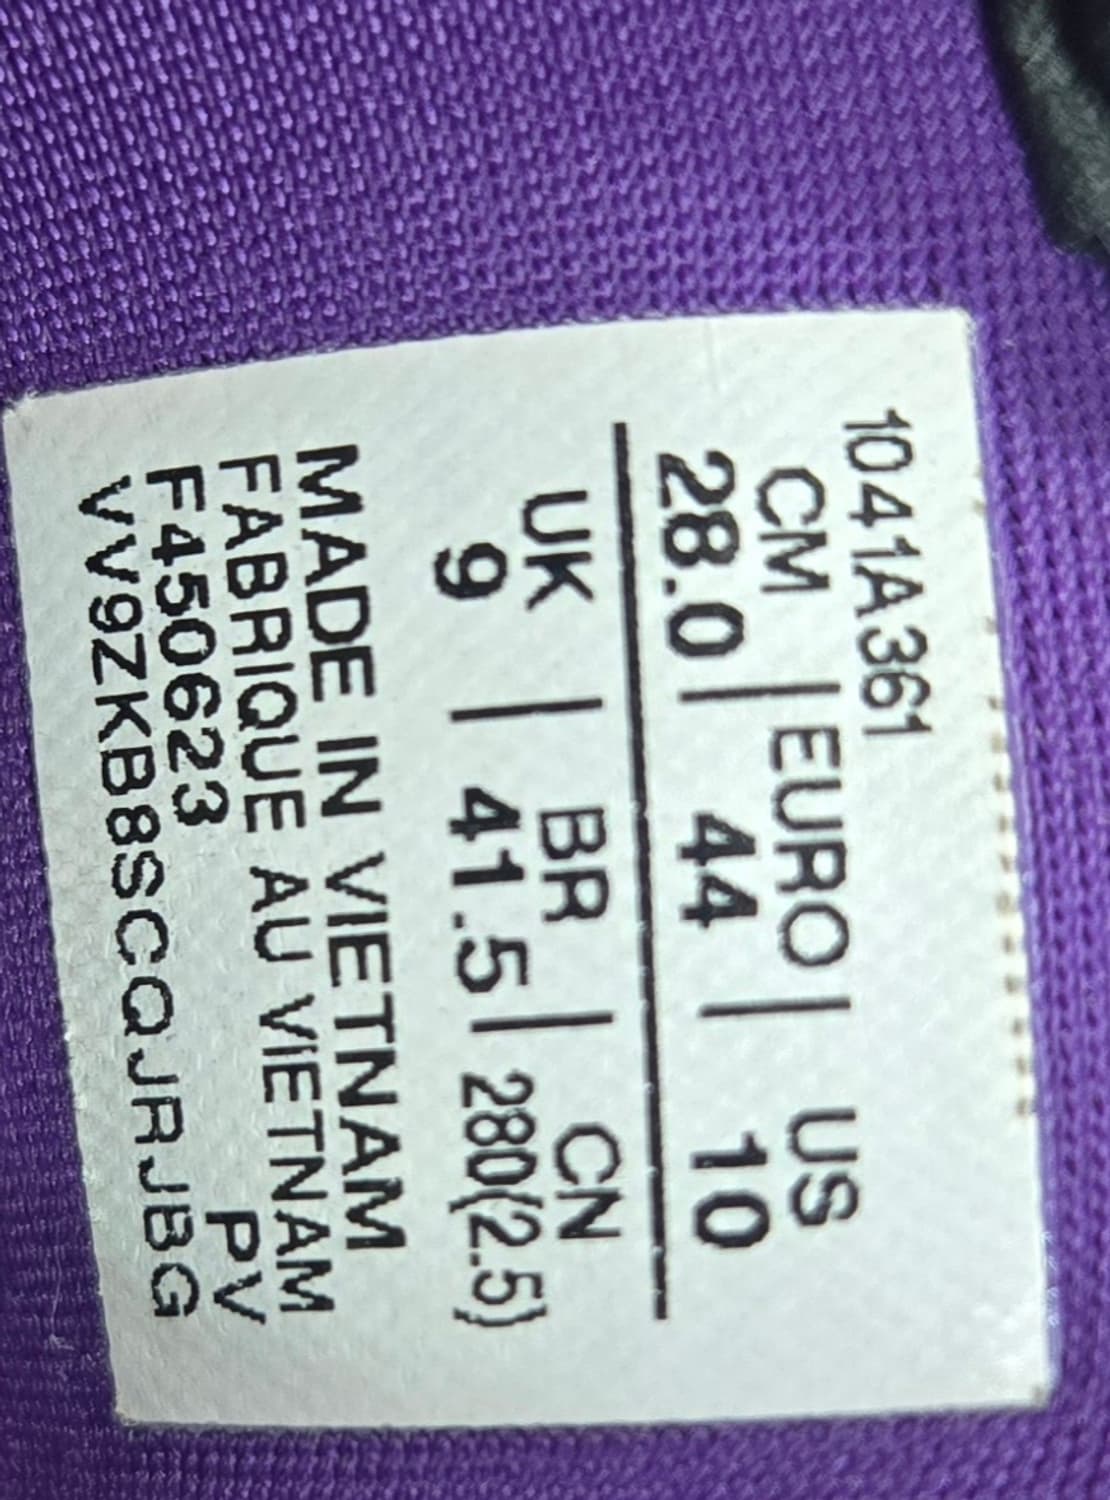 1041A361
CM | EURO | US
28.0 | 44 | 10
UK | BR | CN
9 | 41.5 | 280(2.5)
MADE IN VIETNAM
FABRIQUE AU VIETNAM
F450623 PV
VV9ZKB8SCQJRJBG